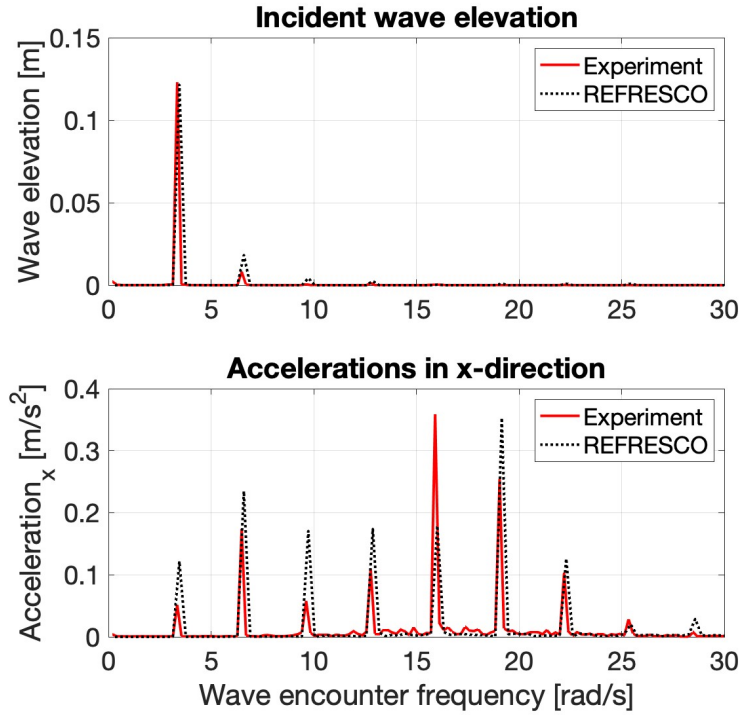 Incident wave elevation
Wave elevation [m]
0.15
0.1
0.05
0
Experiment
REFRESCO
0 5 10 15 20 25 30
Accelerations in x-direction
Acceleration_x [m/s²]
0.4
0.3
0.2
0.1
0
Experiment
REFRESCO
0 5 10 15 20 25 30
Wave encounter frequency [rad/s]